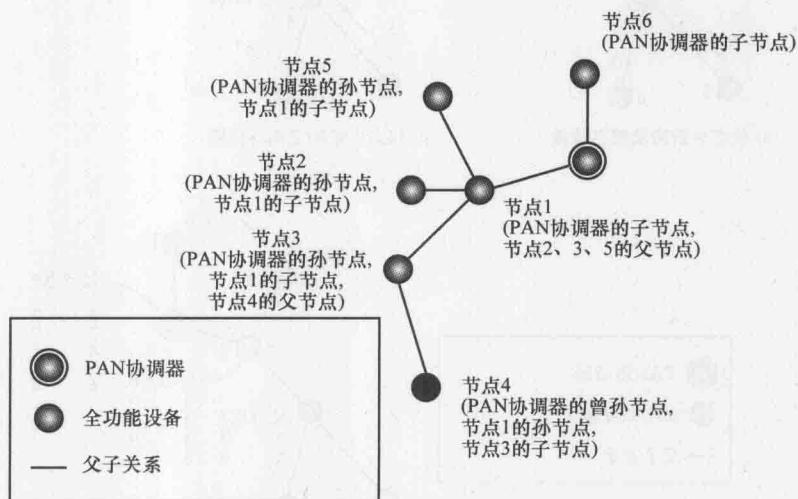 节点6
(PAN协调器的子节点)
节点5
(PAN协调器的孙节点,
节点1的子节点)
节点2
(PAN协调器的孙节点,
节点1的子节点)
节点1
(PAN协调器的子节点,
节点2、3、5的父节点)
节点3
(PAN协调器的孙节点,
节点1的子节点,
节点4的父节点)
PAN协调器
全功能设备
父子关系
节点4
(PAN协调器的曾孙节点,
节点1的孙节点,
节点3的子节点)